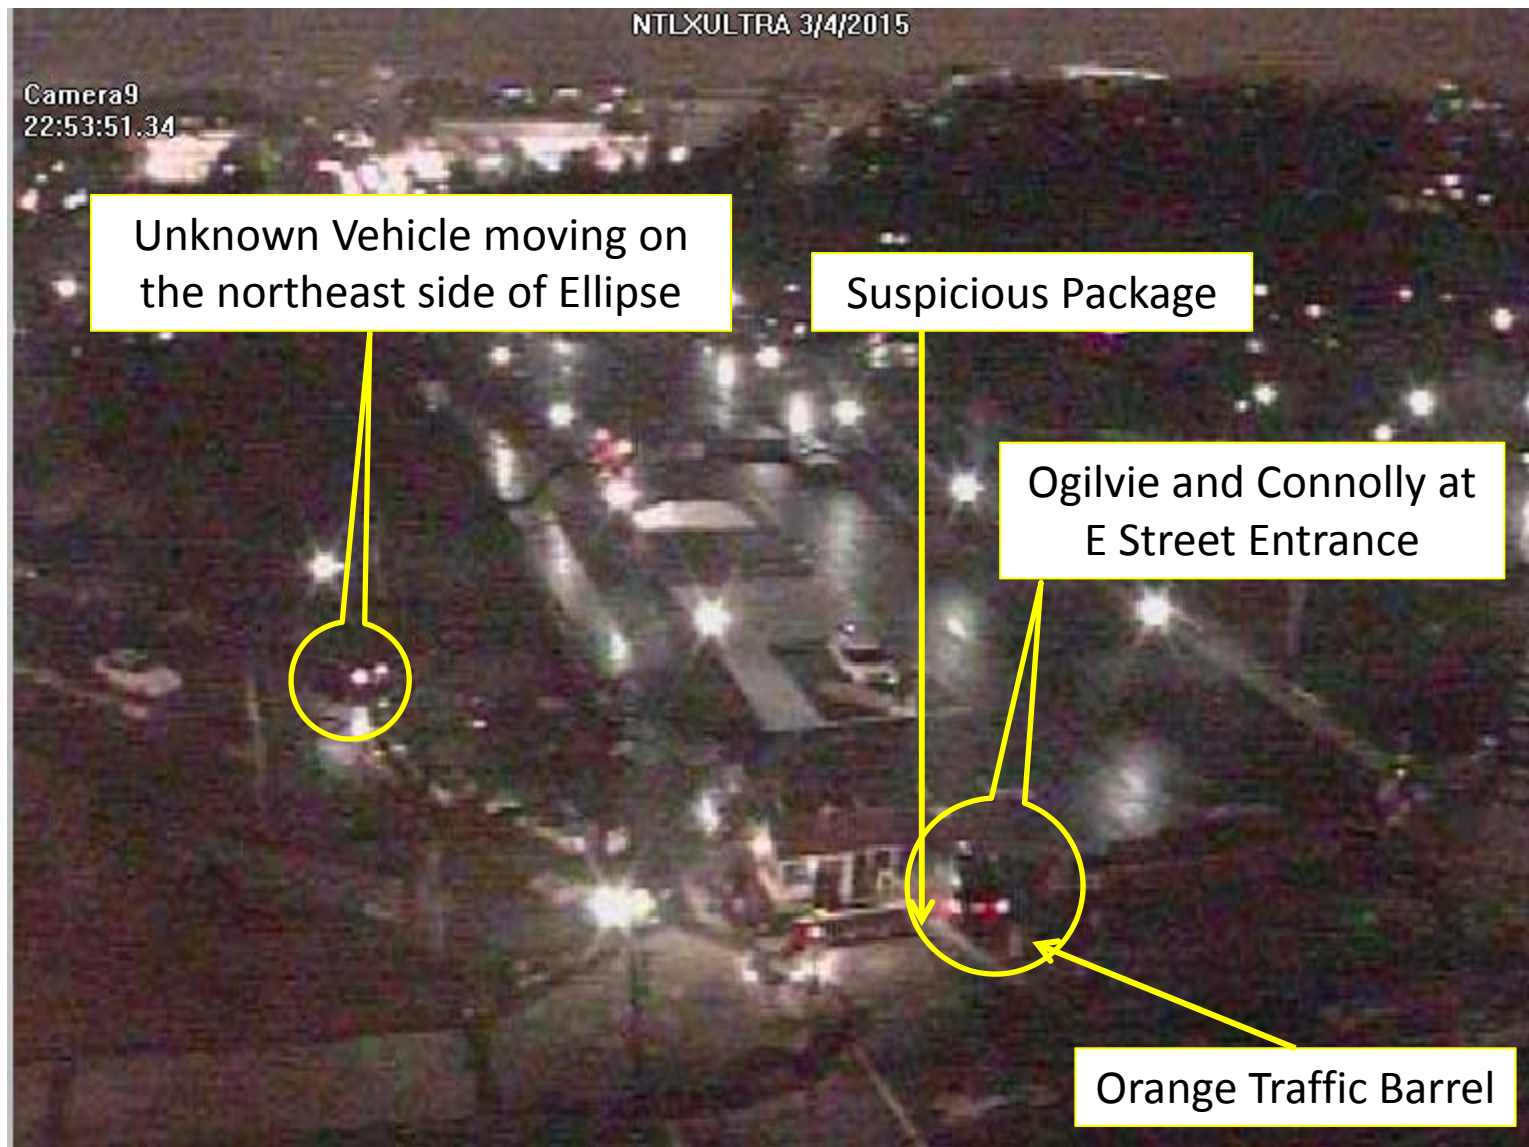 NTLXULTRA 3/4/2015
Camera9
22:53:51.34
Unknown Vehicle moving on
the northeast side of Ellipse
Suspicious Package
Ogilvie and Connolly at
E Street Entrance
Orange Traffic Barrel